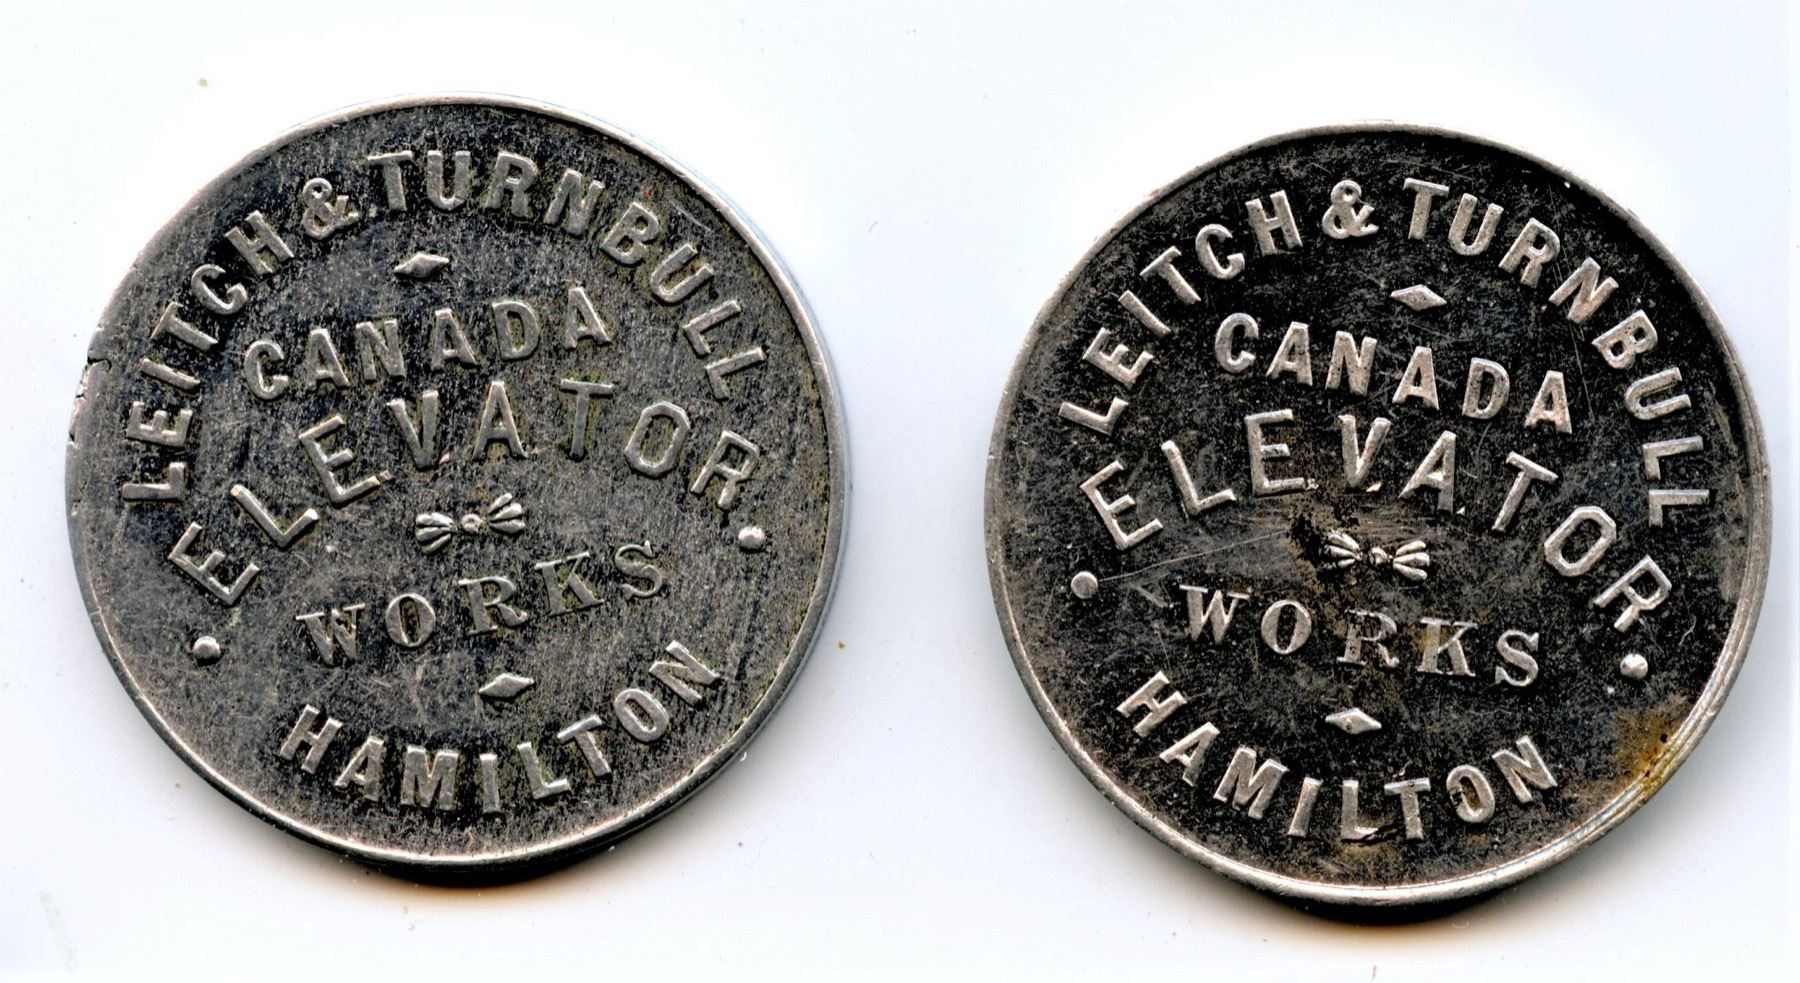 LEITCH & TURNBULL
CANADA
ELEVATOR
WORKS
HAMILTON
LEITCH & TURNBULL
CANADA
ELEVATOR
WORKS
HAMILTON